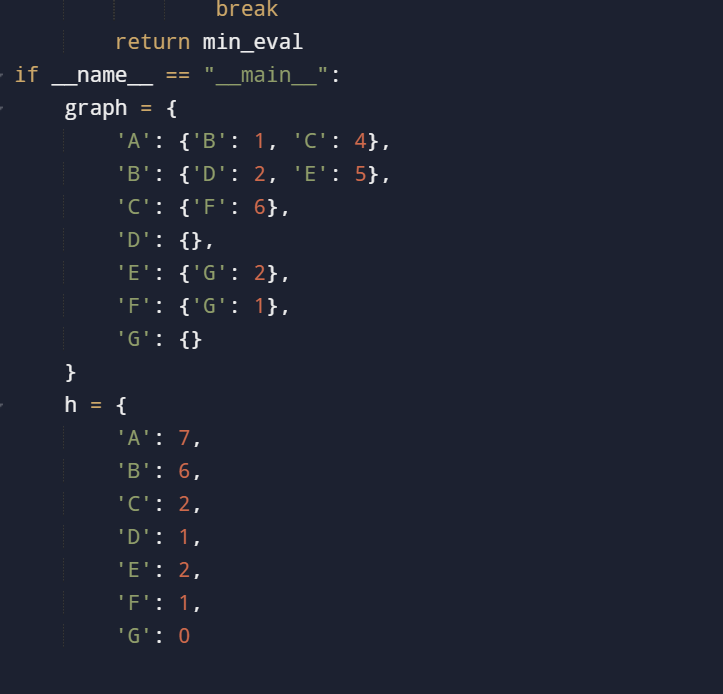 break
return min_eval
if __name__ == "__main__":
graph = {
'A': {'B': 1, 'C': 4},
'B': {'D': 2, 'E': 5},
'C': {'F': 6},
'D': {},
'E': {'G': 2},
'F': {'G': 1},
'G': {}
}
h = {
'A': 7,
'B': 6,
'C': 2,
'D': 1,
'E': 2,
'F': 1,
'G': 0